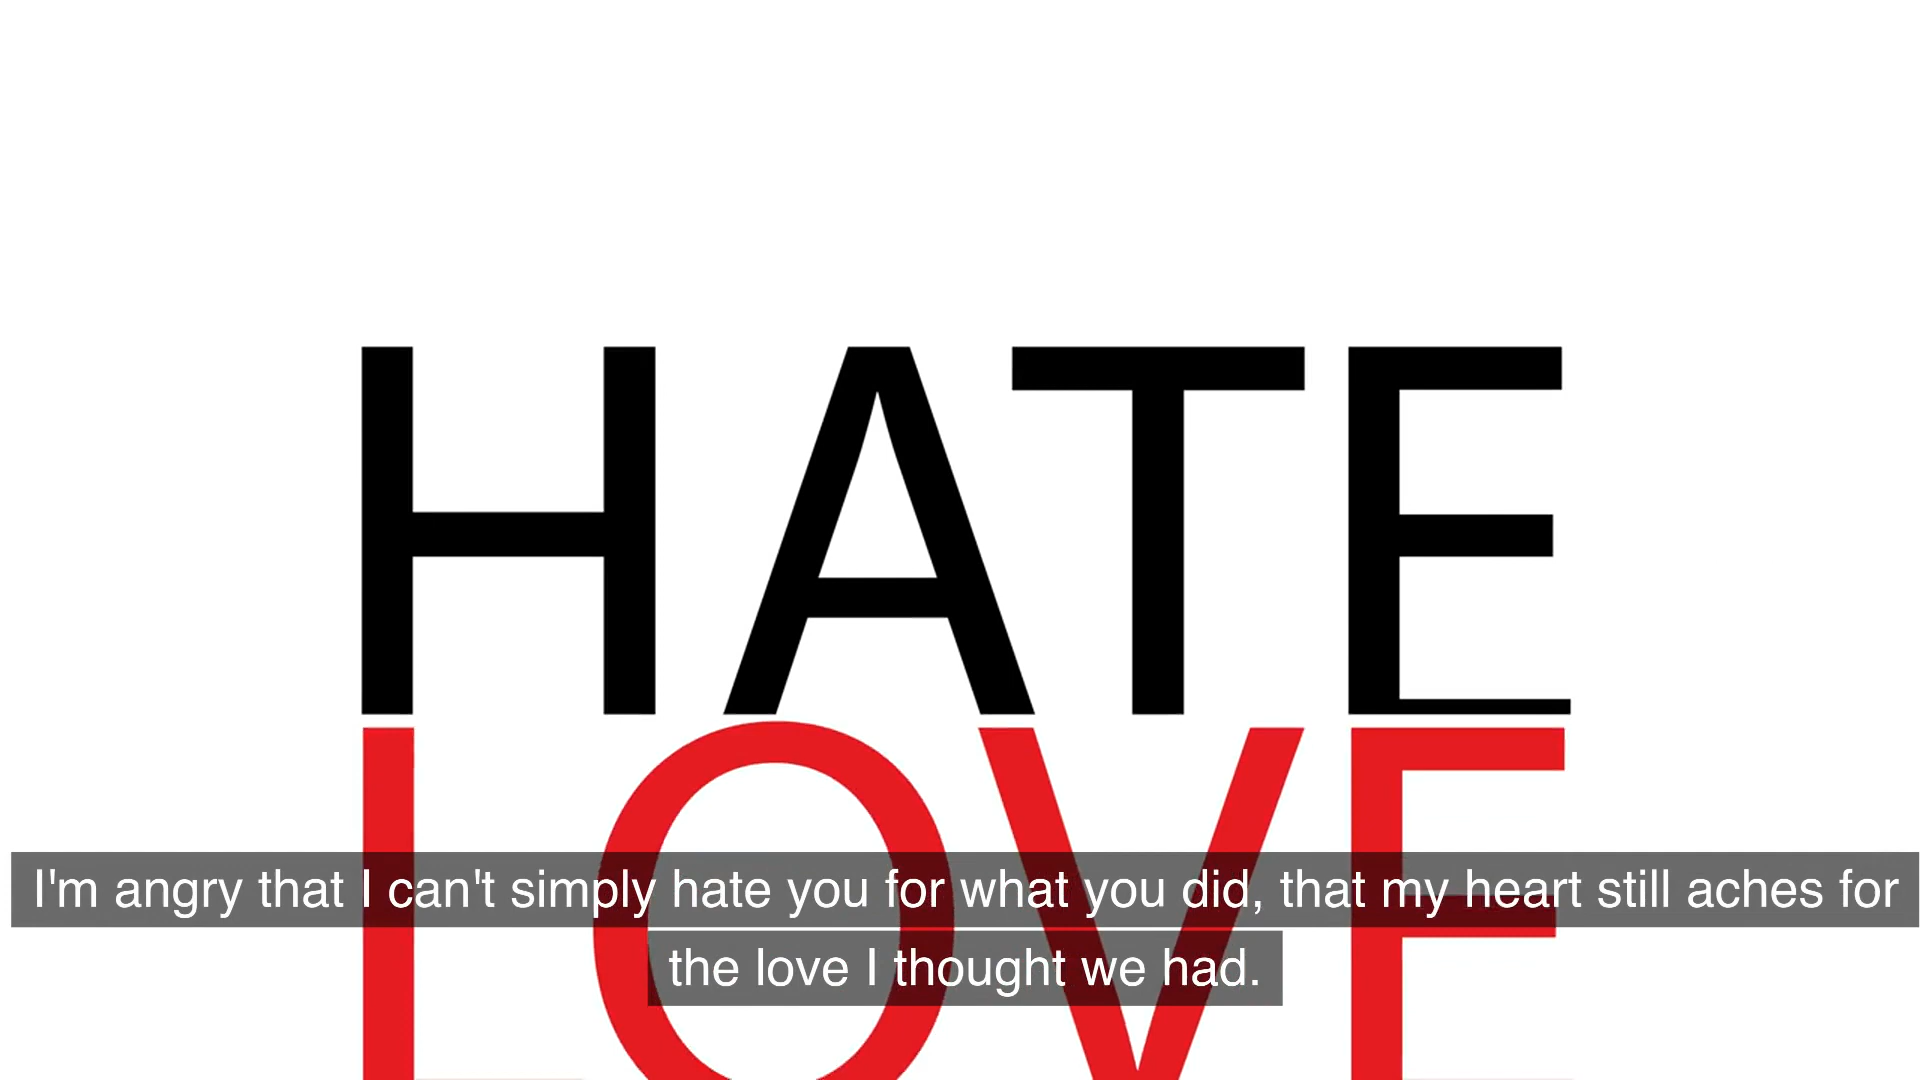 HATE
LOVE
I'm angry that I can't simply hate you for what you did, that my heart still aches for
the love I thought we had.